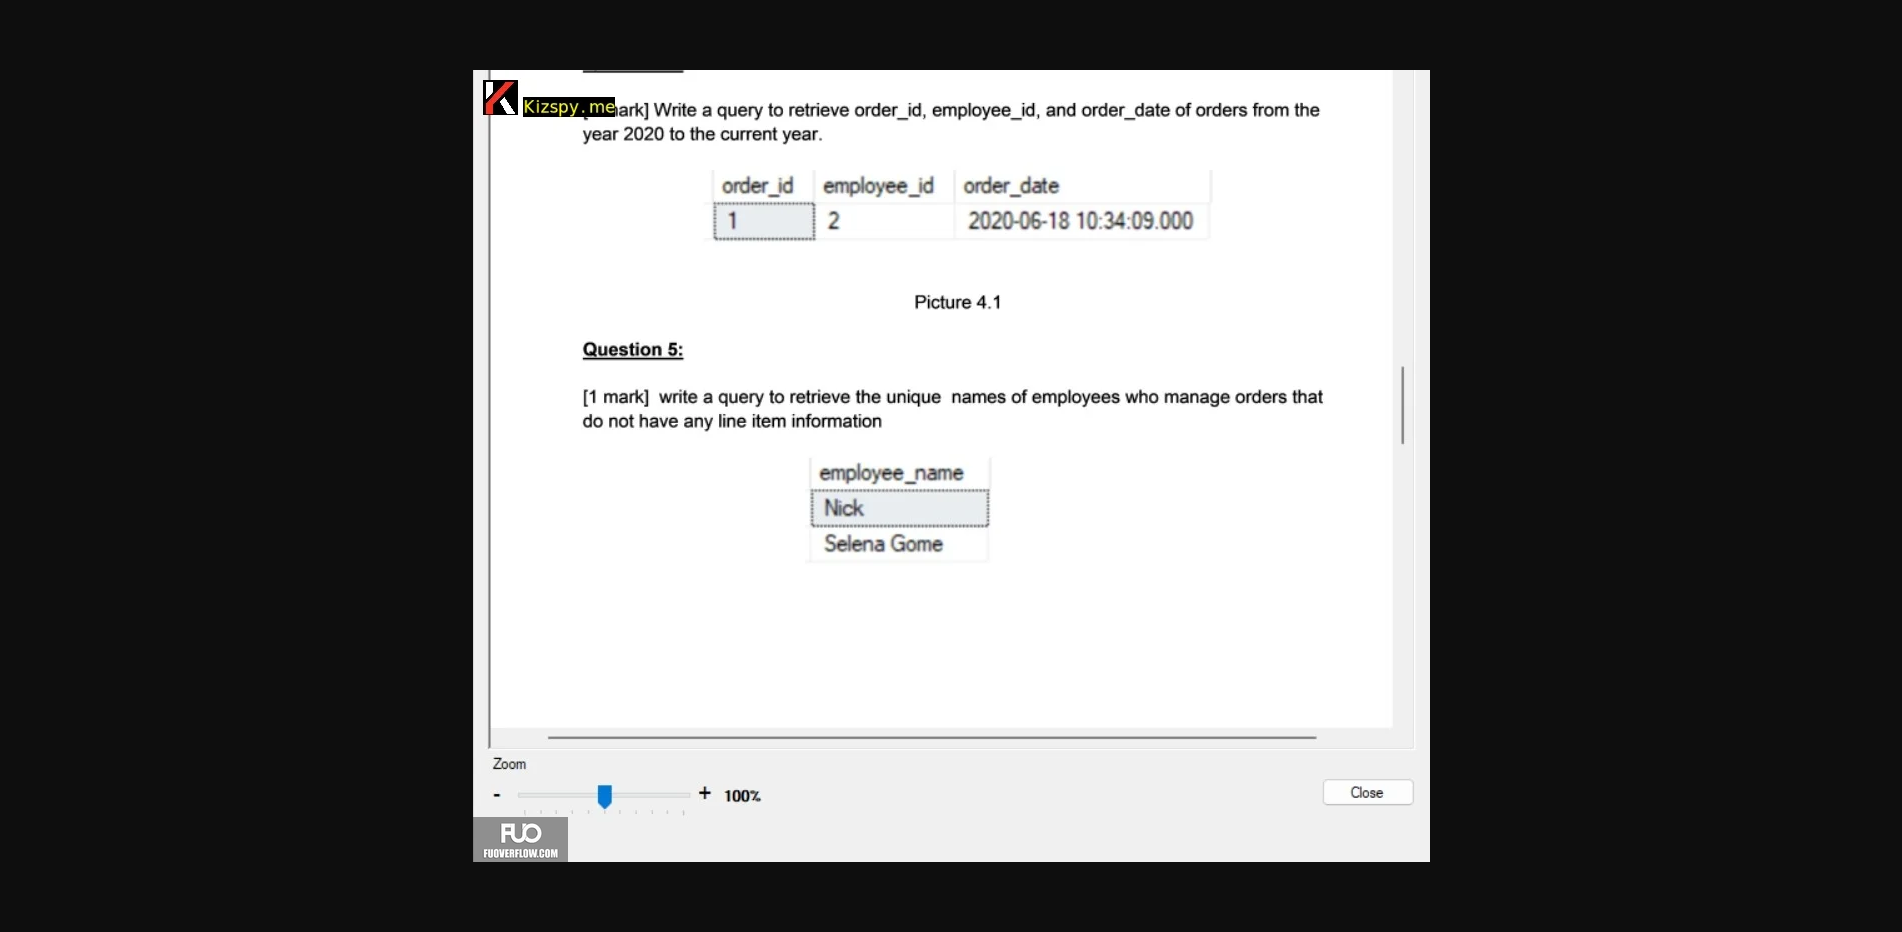 Kizspy.me
ark] Write a query to retrieve order_id, employee_id, and order_date of orders from the
year 2020 to the current year.
order_id employee_id order_date
1 2 2020-06-18 10:34:09.000
Picture 4.1
Question 5:
[1 mark] write a query to retrieve the unique names of employees who manage orders that
do not have any line item information
employee_name
Nick
Selena Gome
Zoom
- + 100%
Close
FUO
FUOVERFLOW.COM